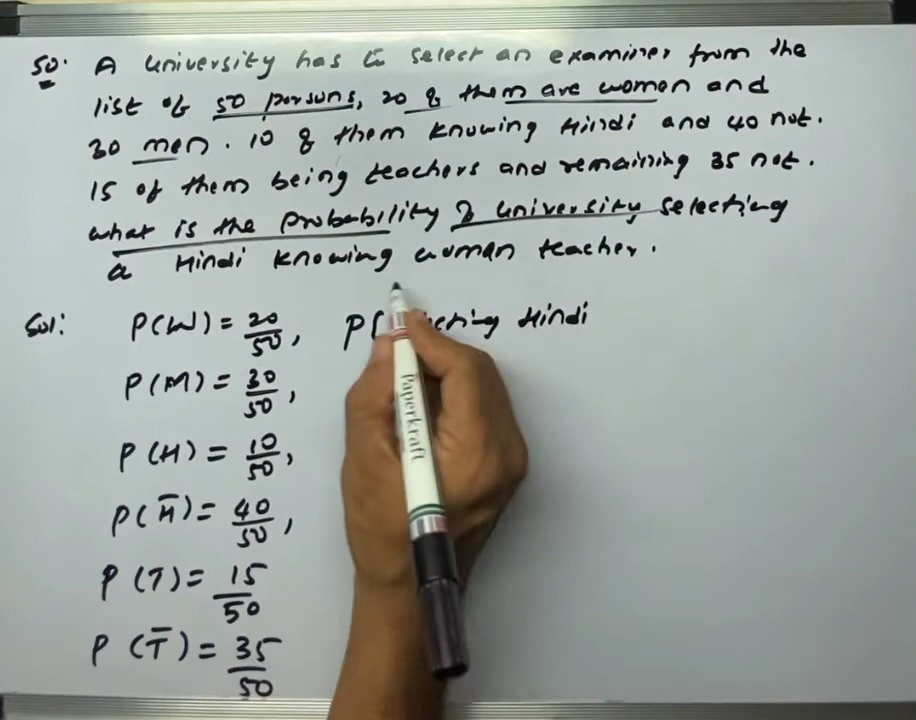 50. A University has to select an examiner from the
list of 50 persons, 20 of them are women and
30 men. 10 of them knowing Hindi and 40 not.
15 of them being teachers and remaining 35 not.
what is the probability of university selecting
a Hindi knowing woman teacher.
Sol: P(W) = 20/50, P( cting Hindi
P(M) = 30/50,
P(H) = 10/50,
P(H̅) = 40/50,
P(T) = 15/50
P(T̅) = 35/50
Paperkraft